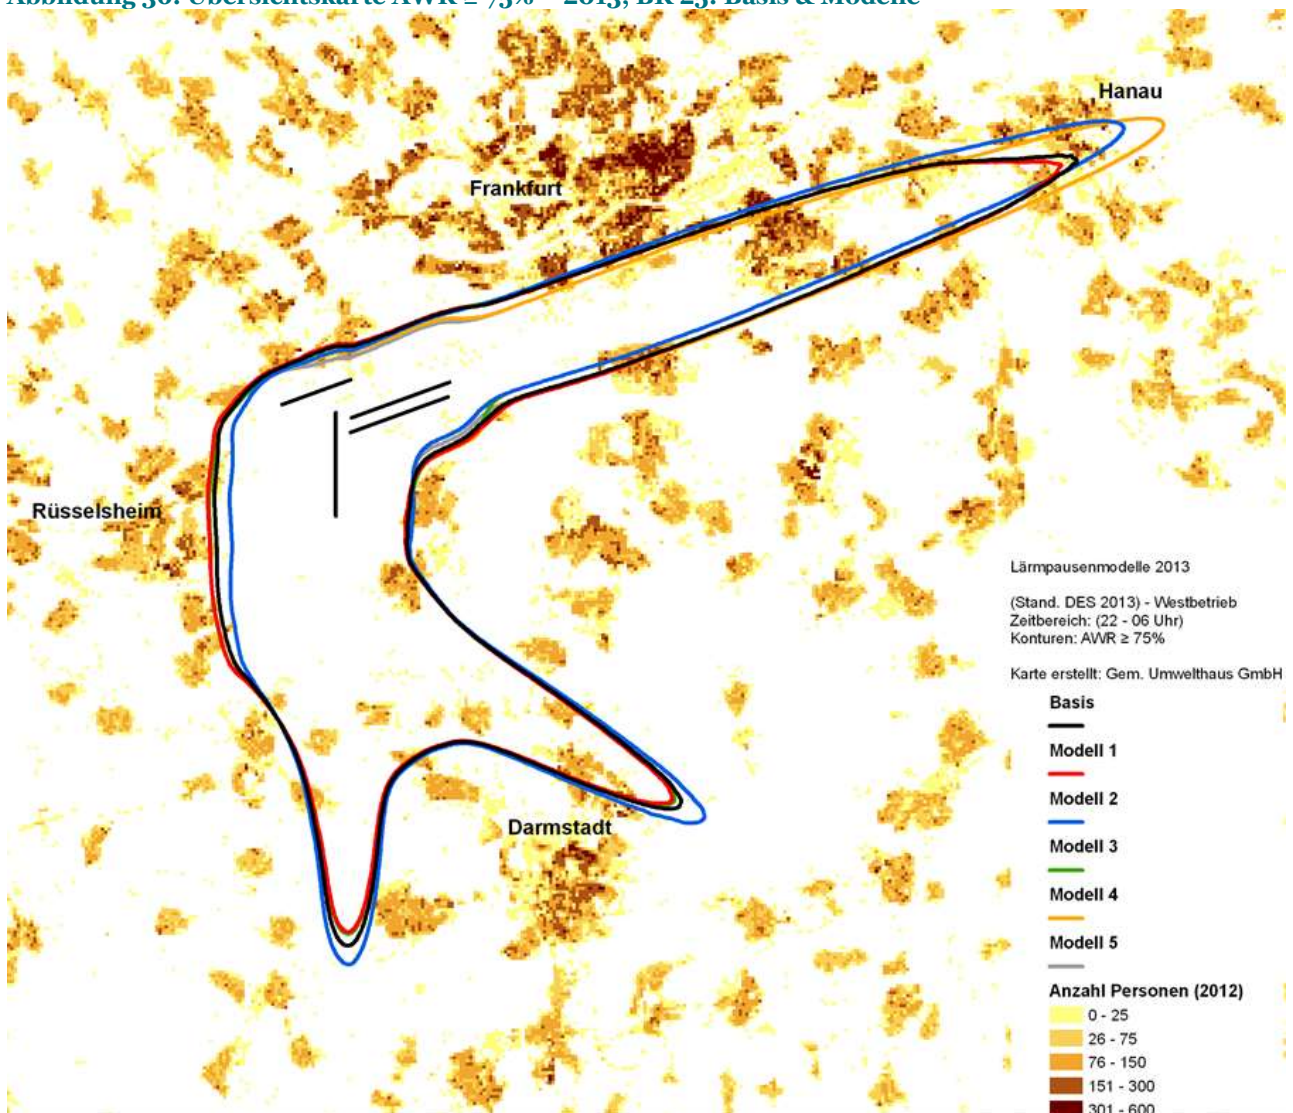 Hanau
Frankfurt
Rüsselsheim
Darmstadt
Lärmpausenmodelle 2013
(Stand. DES 2013) - Westbetrieb
Zeitbereich: (22 - 06 Uhr)
Konturen: AWR ≥ 75%
Karte erstellt: Gem. Umwelthaus GmbH
Basis
Modell 1
Modell 2
Modell 3
Modell 4
Modell 5
Anzahl Personen (2012)
0 - 25
26 - 75
76 - 150
151 - 300
301 - 600